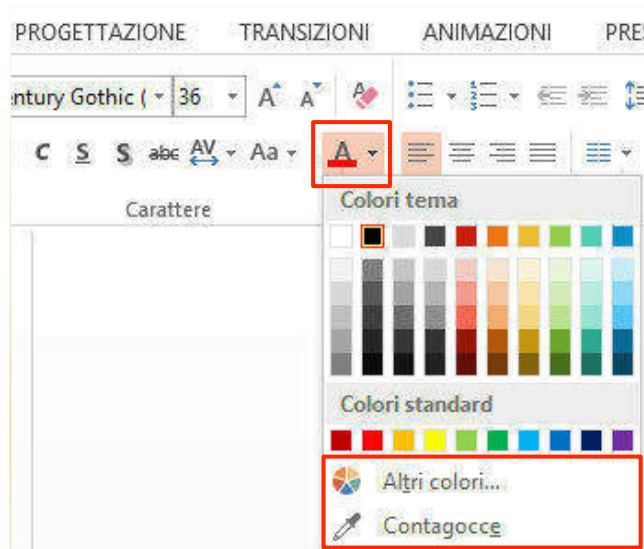 PROGETTAZIONE TRANSIZIONI ANIMAZIONI PRE
ntury Gothic ( 36 A A A
C S S abc AV Aa A
Carattere
Colori tema
Colori standard
Altri colori...
Contagocce